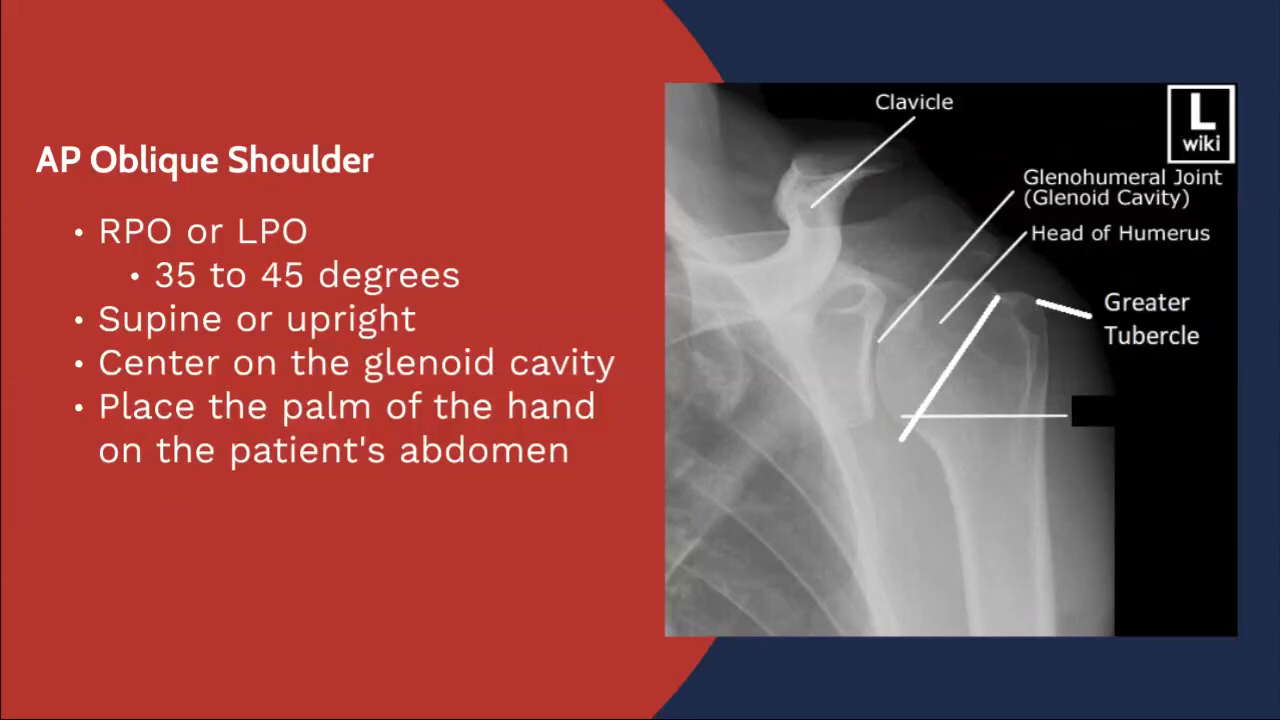 AP Oblique Shoulder
• RPO or LPO
• 35 to 45 degrees
• Supine or upright
• Center on the glenoid cavity
• Place the palm of the hand
on the patient's abdomen
Clavicle
L
wiki
Glenohumeral Joint
(Glenoid Cavity)
Head of Humerus
Greater
Tubercle